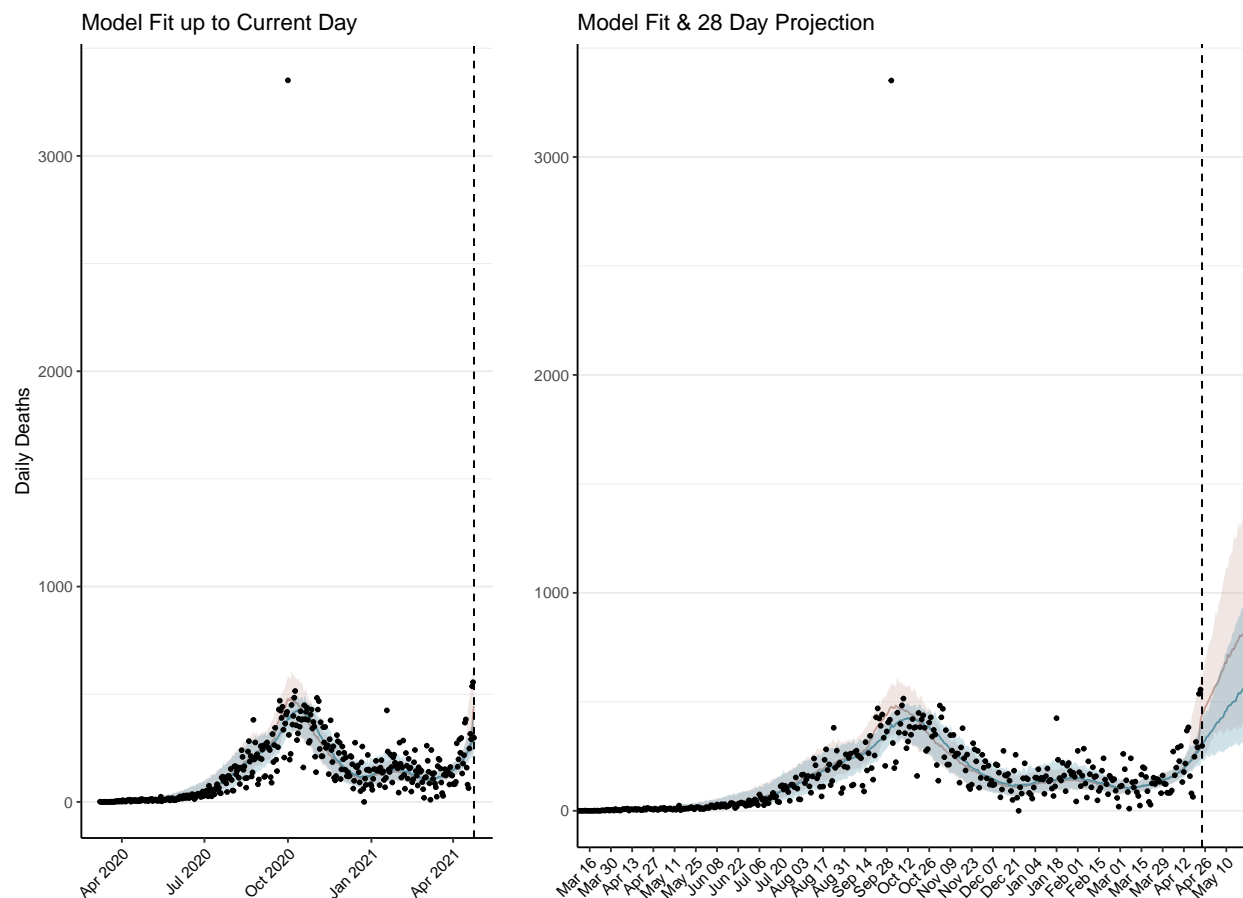 Model Fit up to Current Day
Daily Deaths
3000
2000
1000
0
Apr 2020
Jul 2020
Oct 2020
Jan 2021
Apr 2021
Model Fit & 28 Day Projection
3000
2000
1000
0
Mar 16
Mar 30
Apr 13
Apr 27
May 11
May 25
Jun 08
Jun 22
Jul 06
Jul 20
Aug 03
Aug 17
Aug 31
Sep 14
Sep 28
Oct 12
Oct 26
Nov 09
Nov 23
Dec 07
Dec 21
Jan 04
Jan 18
Feb 01
Feb 15
Mar 01
Mar 15
Mar 29
Apr 12
Apr 26
May 10